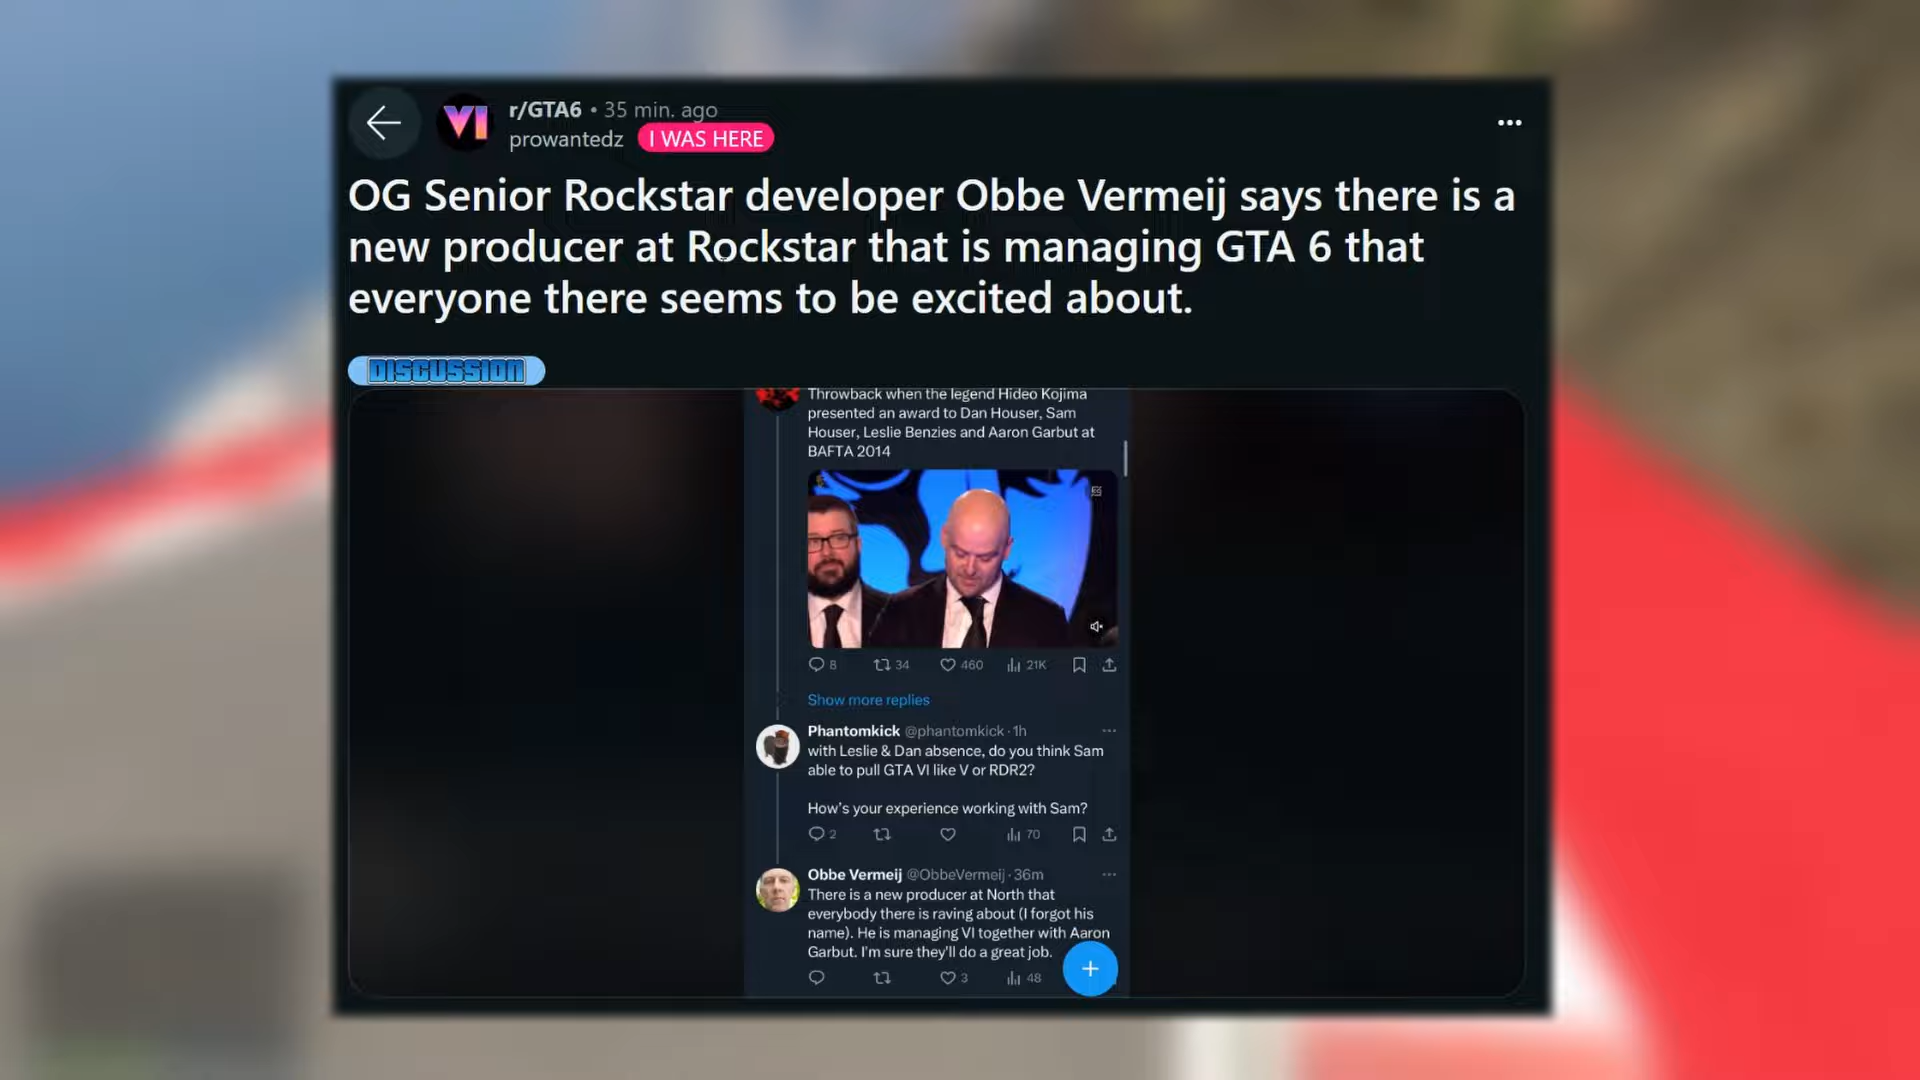 VI
r/GTA6 • 35 min. ago
prowantedz I WAS HERE
OG Senior Rockstar developer Obbe Vermeij says there is a
new producer at Rockstar that is managing GTA 6 that
everyone there seems to be excited about.
DISCUSSION
Throwback when the legend Hideo Kojima
presented an award to Dan Houser, Sam
Houser, Leslie Benzies and Aaron Garbut at
BAFTA 2014
8 34 460 21K
Show more replies
Phantomkick @phantomkick · 1h
with Leslie & Dan absence, do you think Sam
able to pull GTA VI like V or RDR2?
How's your experience working with Sam?
2 70
Obbe Vermeij @ObbeVermeij · 36m
There is a new producer at North that
everybody there is raving about (I forgot his
name). He is managing VI together with Aaron
Garbut. I'm sure they'll do a great job.
3 48